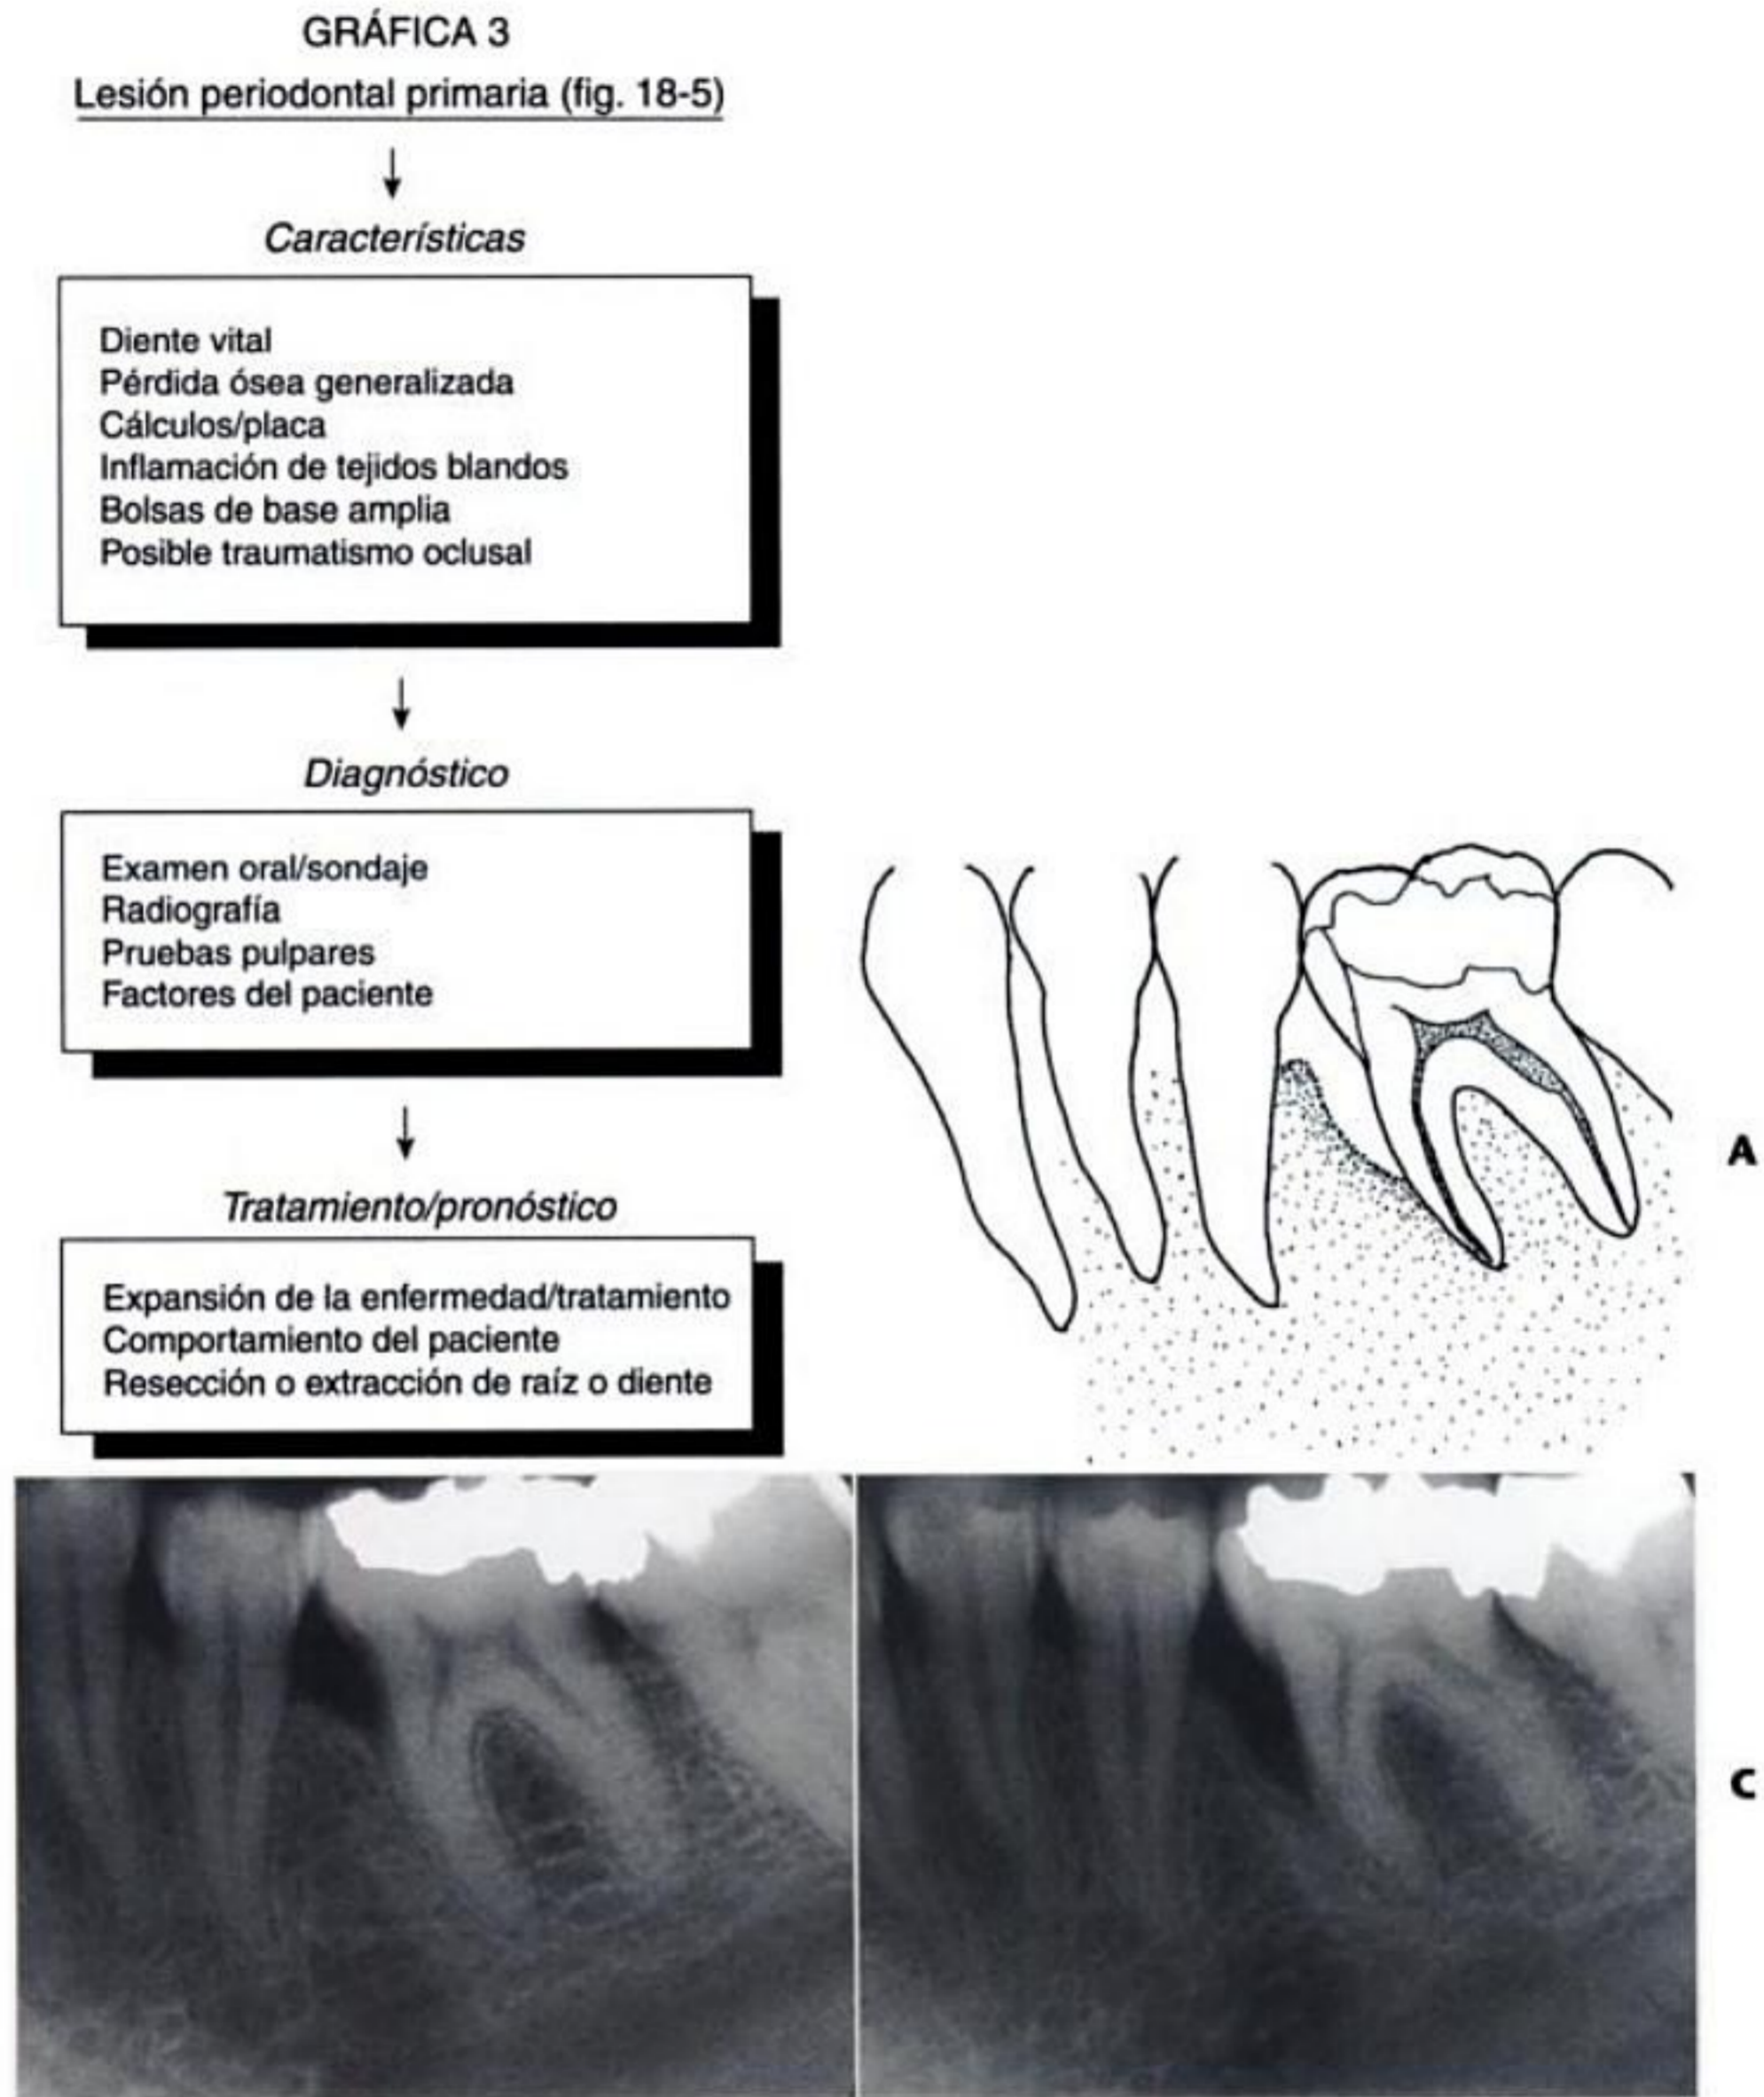 GRÁFICA 3
Lesión periodontal primaria (fig. 18-5)
Características
Diente vital
Pérdida ósea generalizada
Cálculos/placa
Inflamación de tejidos blandos
Bolsas de base amplia
Posible traumatismo oclusal
Diagnóstico
Examen oral/sondaje
Radiografía
Pruebas pulpares
Factores del paciente
Tratamiento/pronóstico
Expansión de la enfermedad/tratamiento
Comportamiento del paciente
Resección o extracción de raíz o diente
A
C